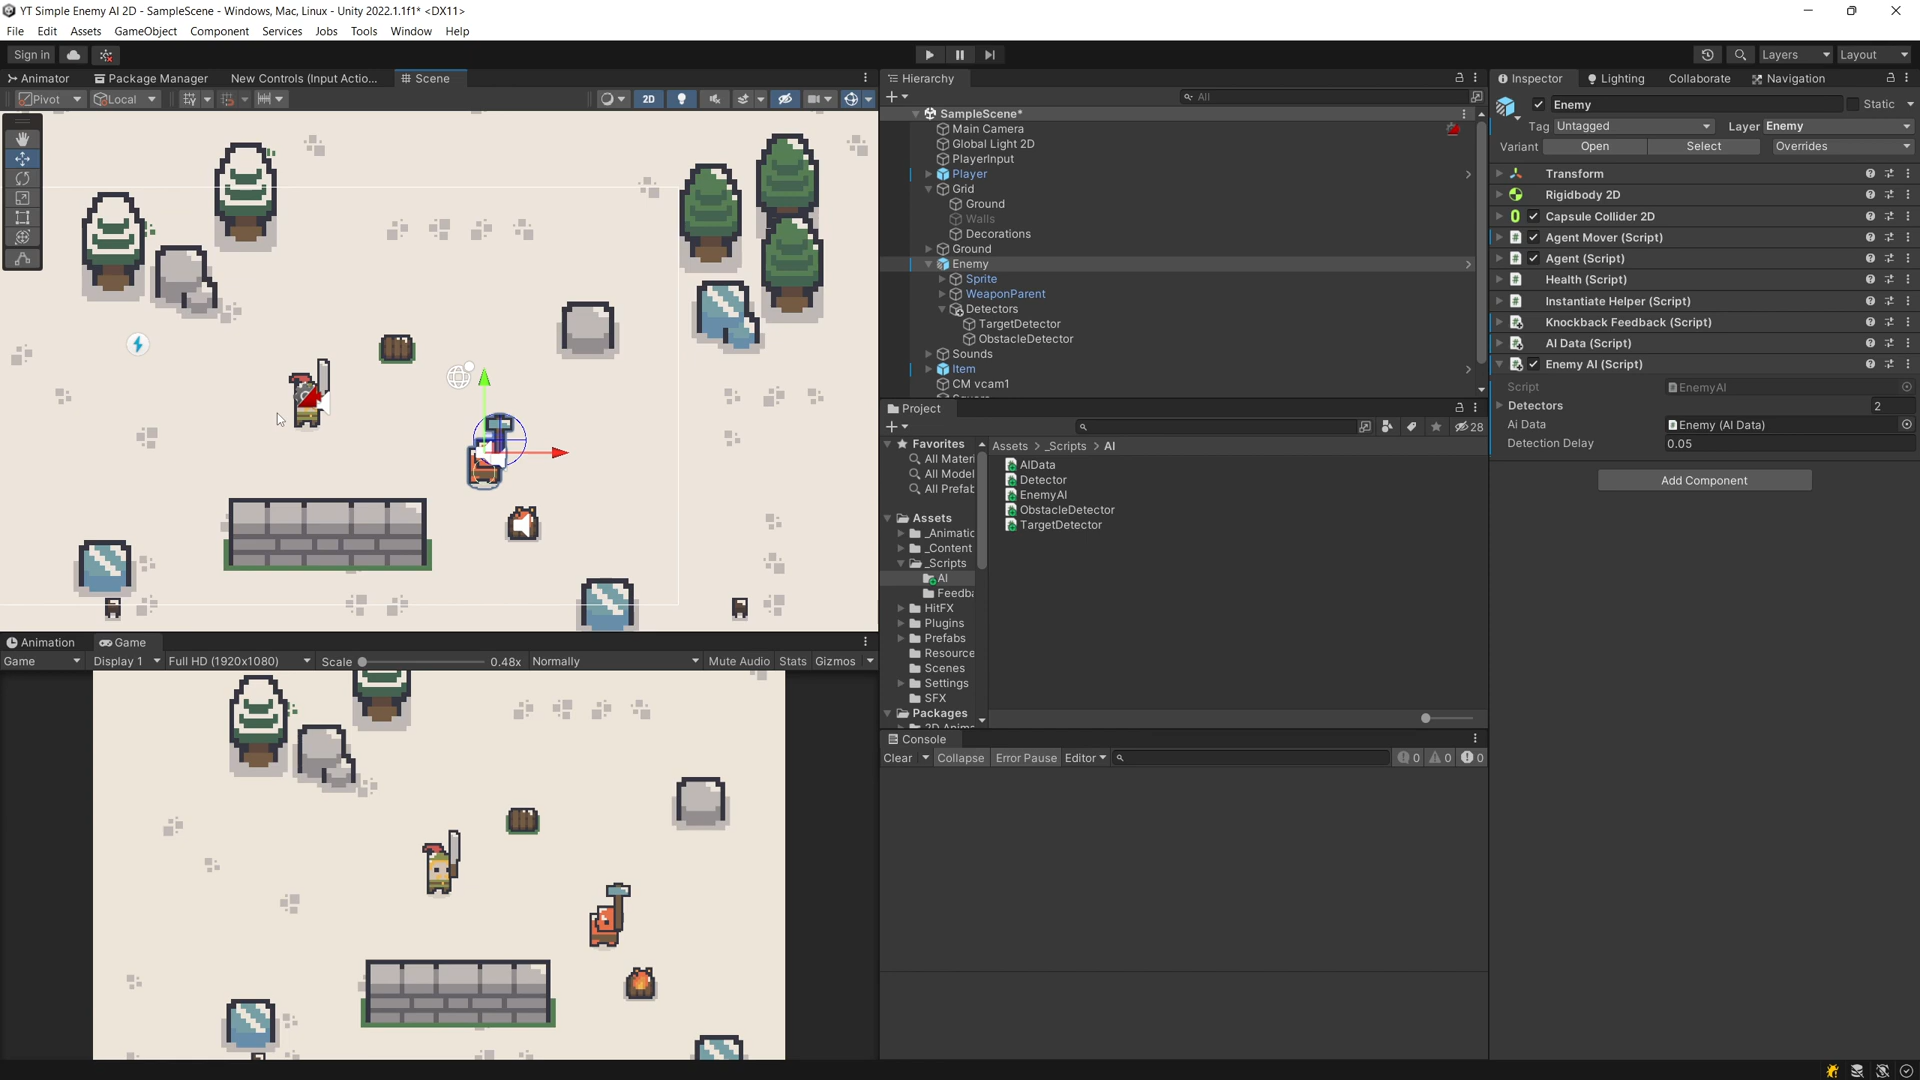 YT Simple Enemy AI 2D - SampleScene - Windows, Mac, Linux - Unity 2022.1.1f1* <DX11>
File Edit Assets GameObject Component Services Jobs Tools Window Help
Sign in
Layers
Layout
Animator
Package Manager
New Controls (Input Actio...
Scene
Pivot
Local
2D
Hierarchy
All
SampleScene*
Main Camera
Global Light 2D
PlayerInput
Player
Grid
Ground
Walls
Decorations
Ground
Enemy
Sprite
WeaponParent
Detectors
TargetDetector
ObstacleDetector
Sounds
Item
CM vcam1
Project
28
Favorites
All Materi
All Model
All Prefab
Assets
_Animatic
_Content
_Scripts
AI
Feedba
HitFX
Plugins
Prefabs
Resource
Scenes
Settings
SFX
Packages
Assets > _Scripts > AI
AIData
Detector
EnemyAI
ObstacleDetector
TargetDetector
Console
Clear
Collapse
Error Pause
Editor
0
0
0
Inspector
Lighting
Collaborate
Navigation
Enemy
Static
Tag Untagged
Layer Enemy
Variant
Open
Select
Overrides
Transform
Rigidbody 2D
Capsule Collider 2D
Agent Mover (Script)
Agent (Script)
Health (Script)
Instantiate Helper (Script)
Knockback Feedback (Script)
AI Data (Script)
Enemy AI (Script)
Script EnemyAI
Detectors 2
Ai Data Enemy (AI Data)
Detection Delay 0.05
Add Component
Animation
Game
Game
Display 1
Full HD (1920x1080)
Scale 0.48x
Normally
Mute Audio
Stats
Gizmos